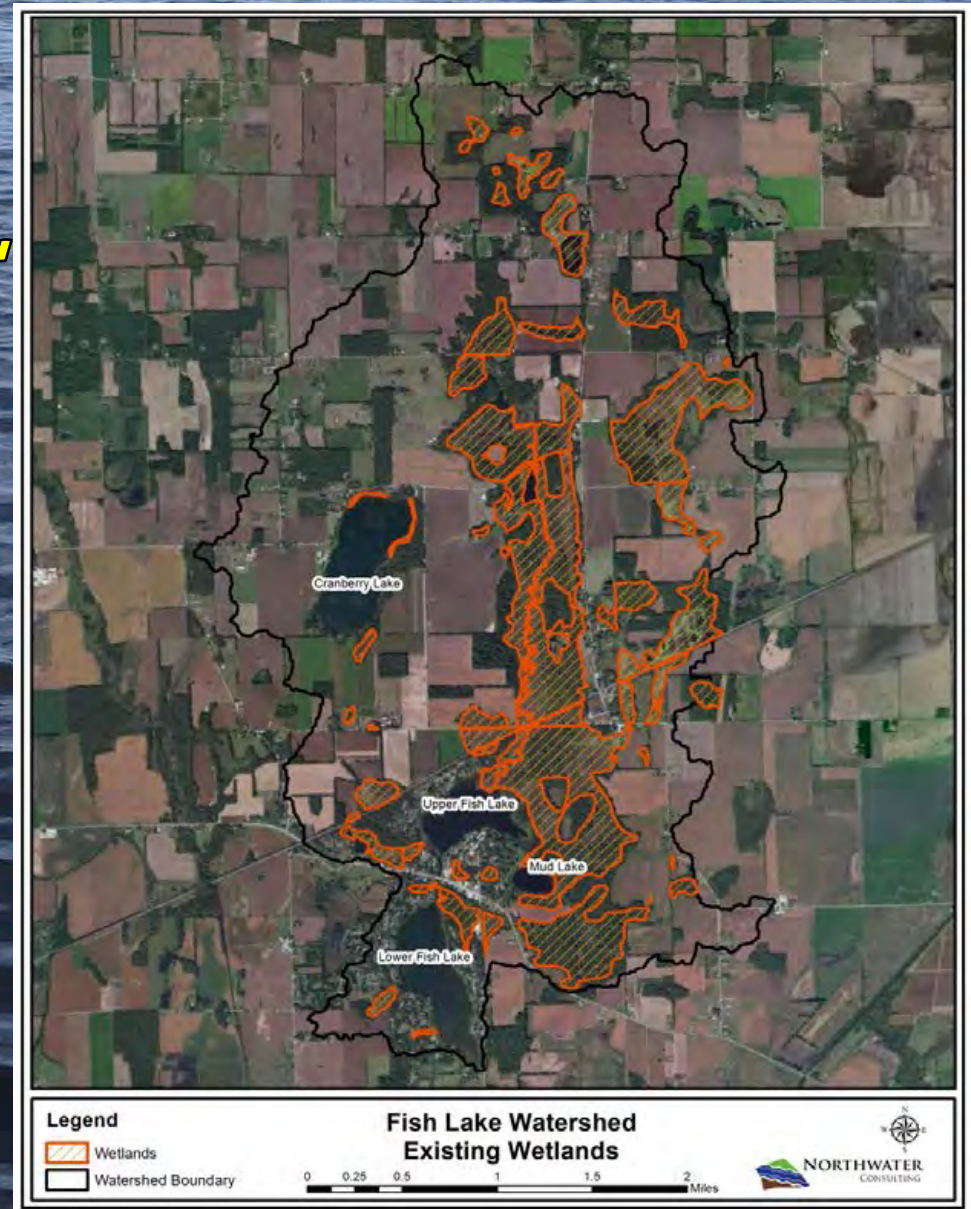 Cranberry Lake
Upper Fish Lake
Mud Lake
Lower Fish Lake
Legend
Wetlands
Watershed Boundary
Fish Lake Watershed
Existing Wetlands
0 0.25 0.5 1 1.5 2
Miles
N
W E
S
NORTHWATER
CONSULTING